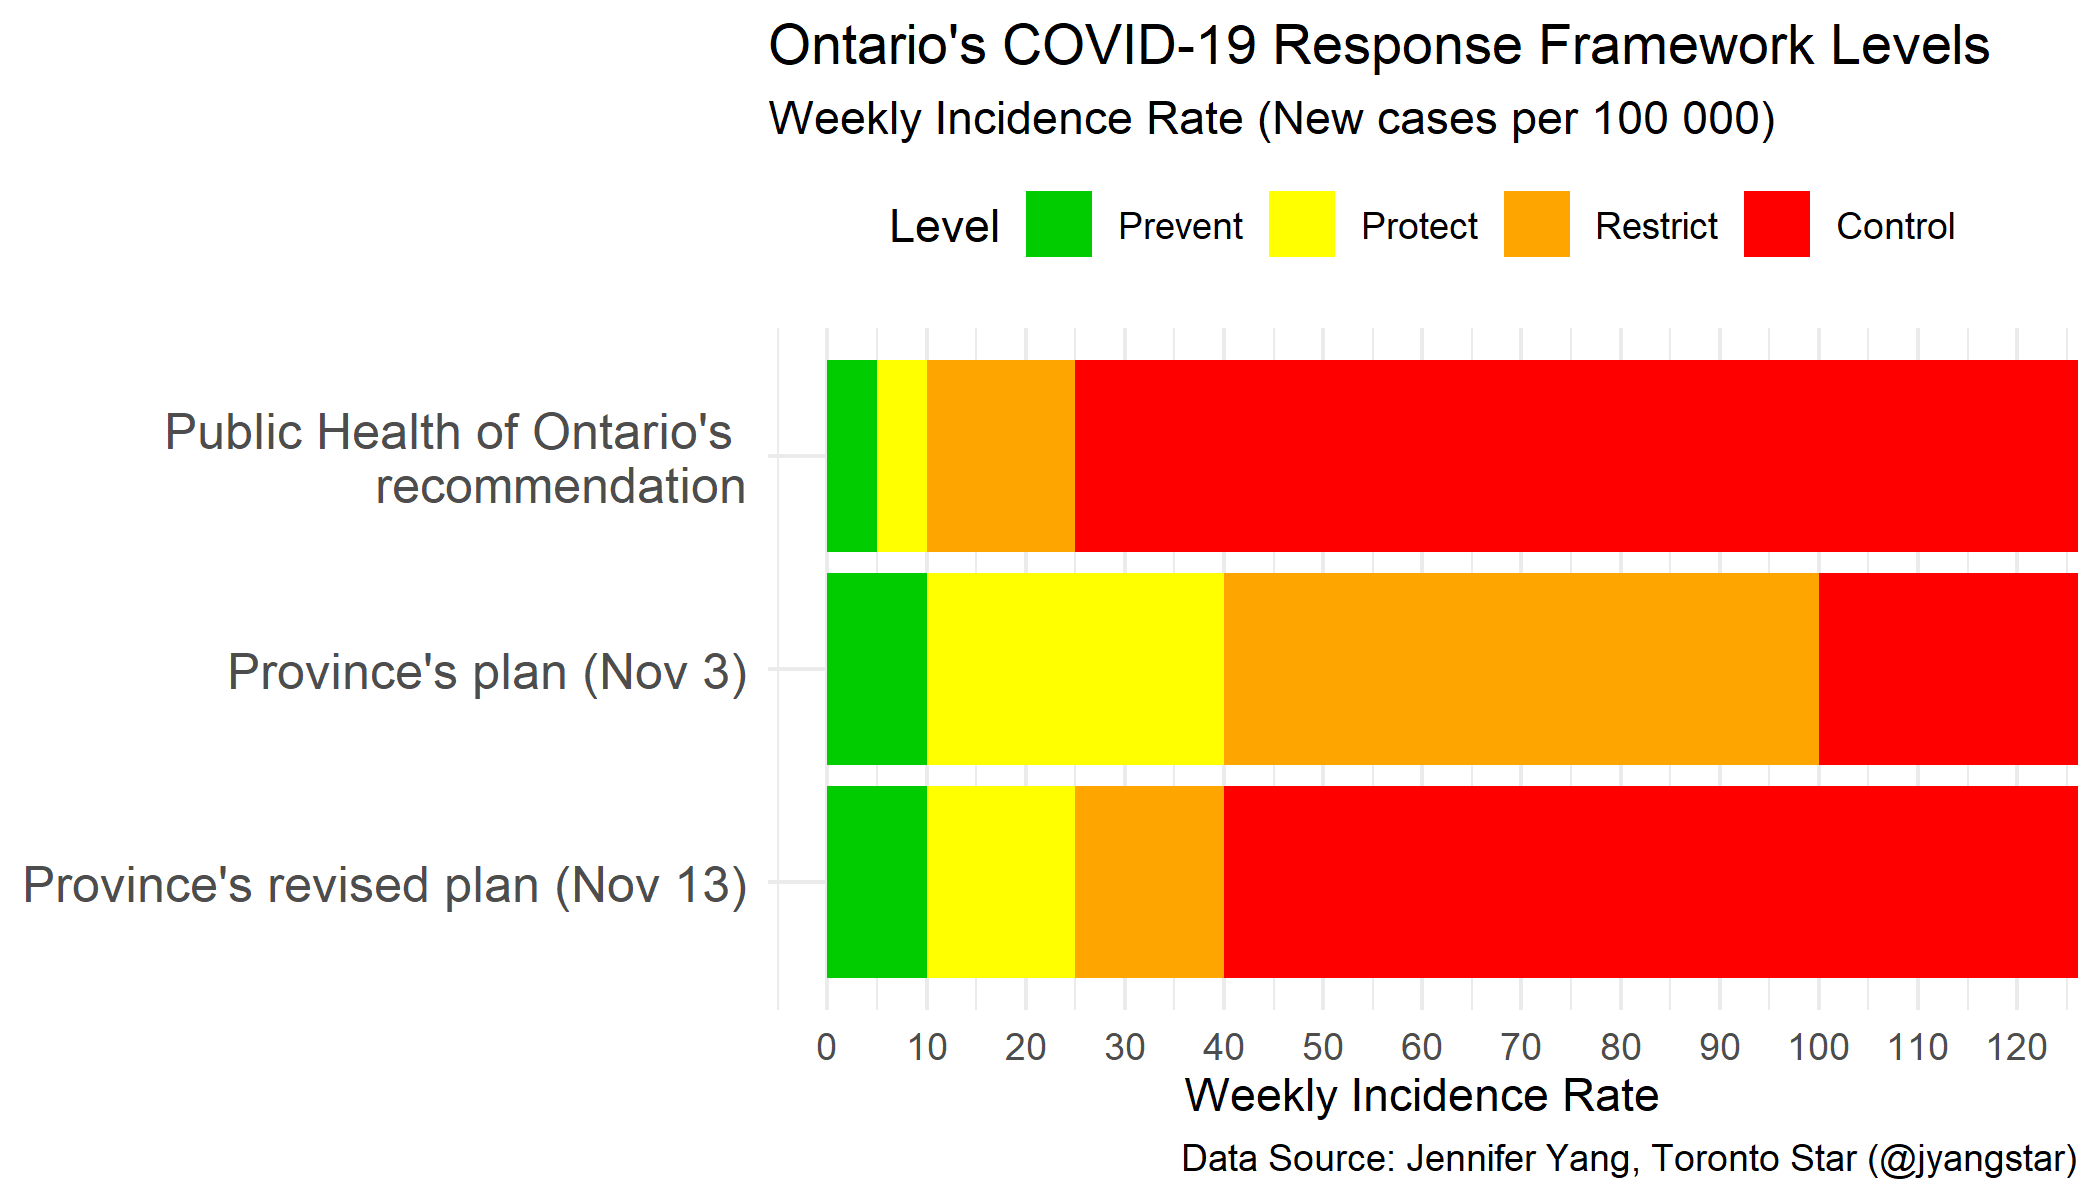 Ontario's COVID-19 Response Framework Levels
Weekly Incidence Rate (New cases per 100 000)
Level Prevent Protect Restrict Control
Public Health of Ontario's
recommendation
Province's plan (Nov 3)
Province's revised plan (Nov 13)
0 10 20 30 40 50 60 70 80 90 100 110 120
Weekly Incidence Rate
Data Source: Jennifer Yang, Toronto Star (@jyangstar)